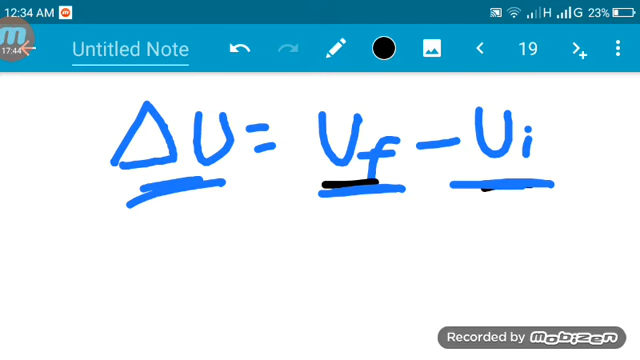 12:34 AM H G 23%
17:44 Untitled Note 19
ΔU = Uf - Ui
Recorded by mobizen